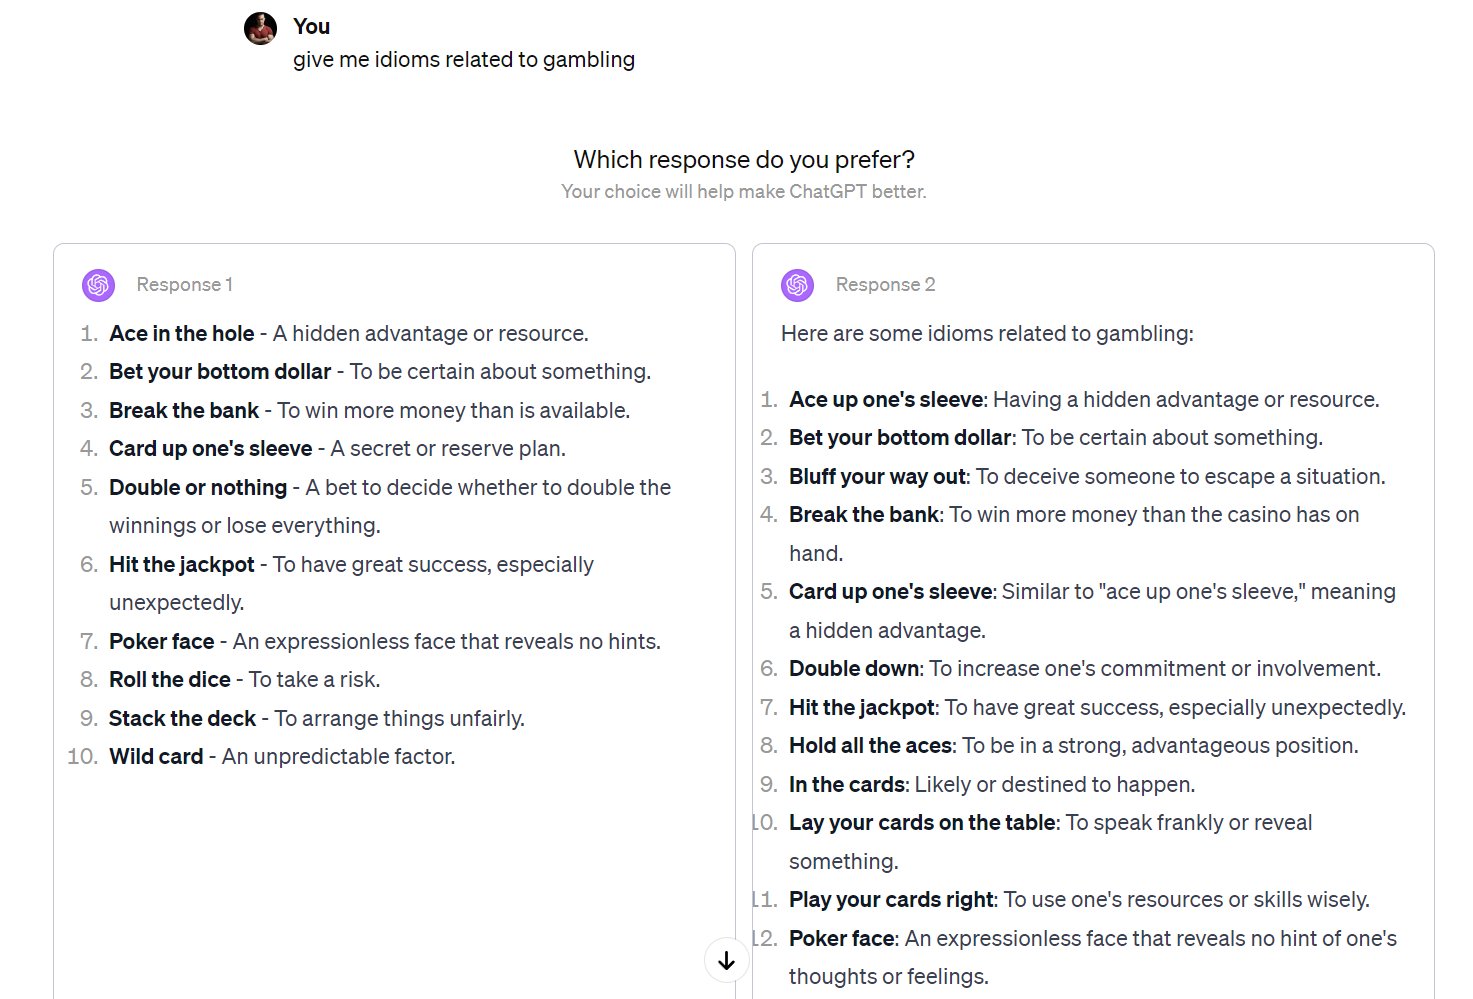 You
give me idioms related to gambling
Which response do you prefer?
Your choice will help make ChatGPT better.
Response 1
1. Ace in the hole - A hidden advantage or resource.
2. Bet your bottom dollar - To be certain about something.
3. Break the bank - To win more money than is available.
4. Card up one's sleeve - A secret or reserve plan.
5. Double or nothing - A bet to decide whether to double the
winnings or lose everything.
6. Hit the jackpot - To have great success, especially
unexpectedly.
7. Poker face - An expressionless face that reveals no hints.
8. Roll the dice - To take a risk.
9. Stack the deck - To arrange things unfairly.
10. Wild card - An unpredictable factor.
Response 2
Here are some idioms related to gambling:
1. Ace up one's sleeve: Having a hidden advantage or resource.
2. Bet your bottom dollar: To be certain about something.
3. Bluff your way out: To deceive someone to escape a situation.
4. Break the bank: To win more money than the casino has on
hand.
5. Card up one's sleeve: Similar to "ace up one's sleeve," meaning
a hidden advantage.
6. Double down: To increase one's commitment or involvement.
7. Hit the jackpot: To have great success, especially unexpectedly.
8. Hold all the aces: To be in a strong, advantageous position.
9. In the cards: Likely or destined to happen.
10. Lay your cards on the table: To speak frankly or reveal
something.
11. Play your cards right: To use one's resources or skills wisely.
12. Poker face: An expressionless face that reveals no hint of one's
thoughts or feelings.